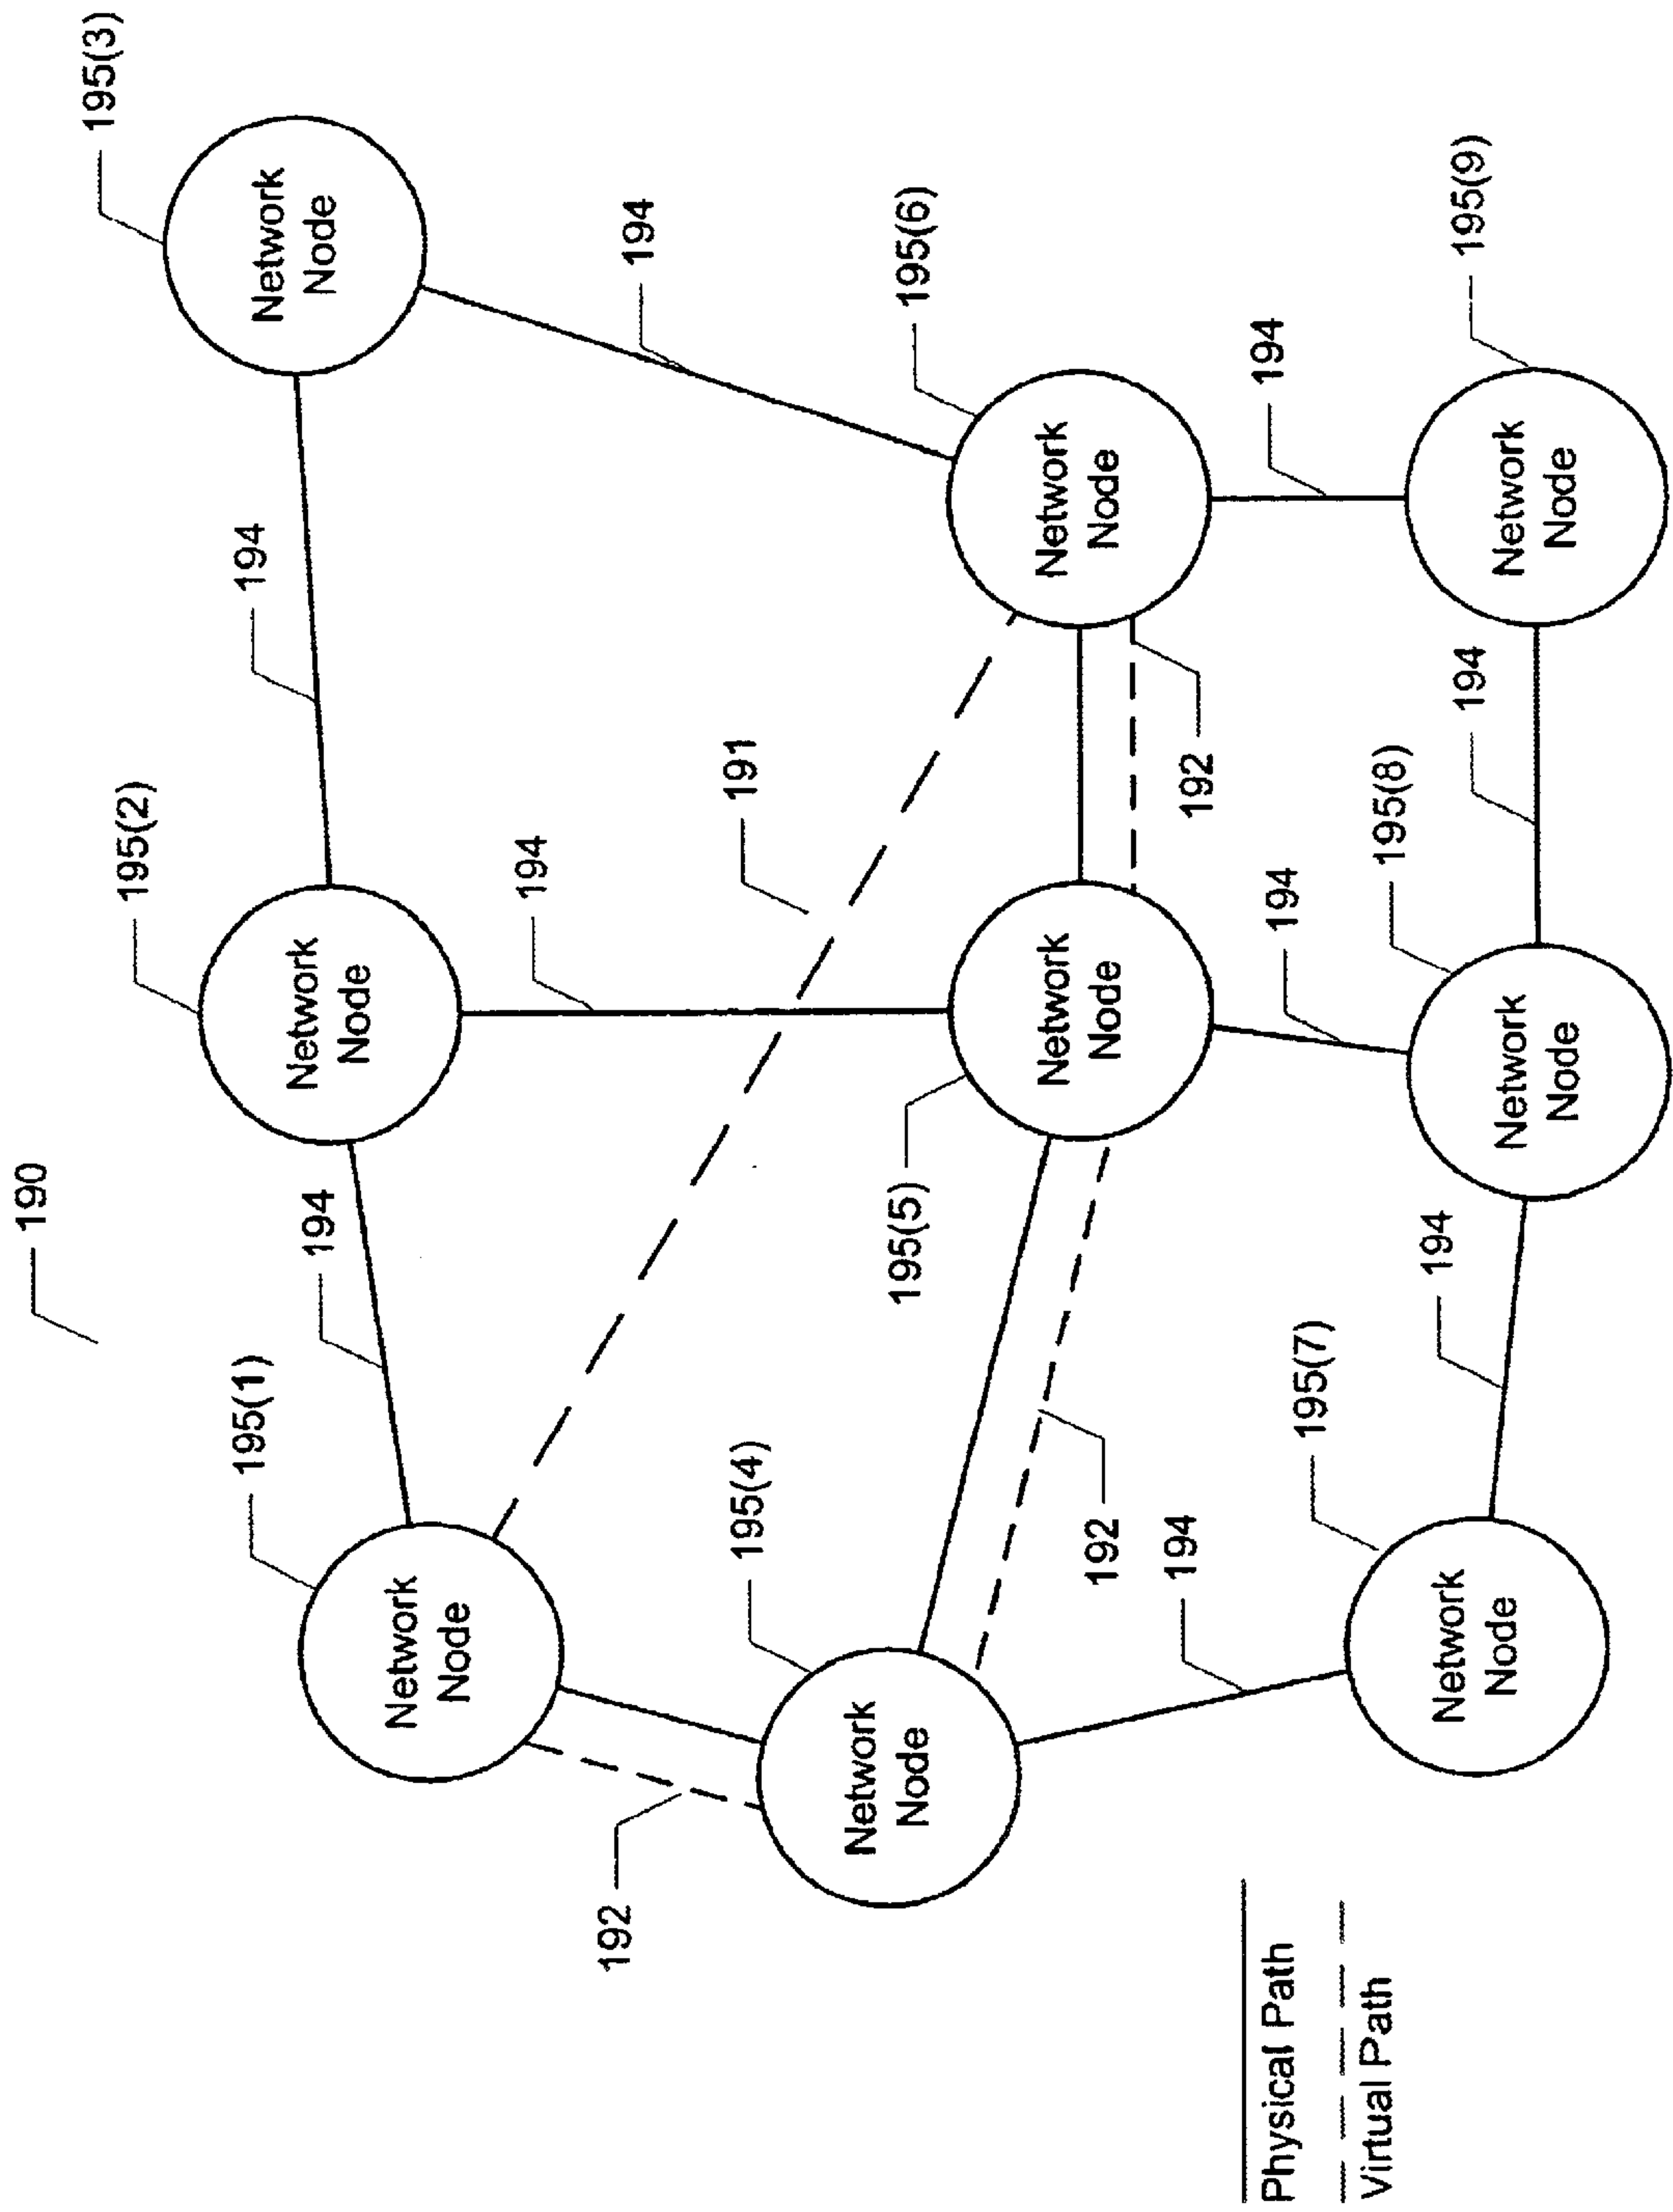 190
195(1)
194
195(2)
194
195(3)
Network
Node
Network
Node
Network
Node
192
195(4)
194
191
194
Network
Node
195(5)
Network
Node
195(6)
Network
Node
192
192
194
194
194
195(7)
194
195(8)
194
195(9)
Network
Node
Network
Node
Network
Node
Physical Path
Virtual Path